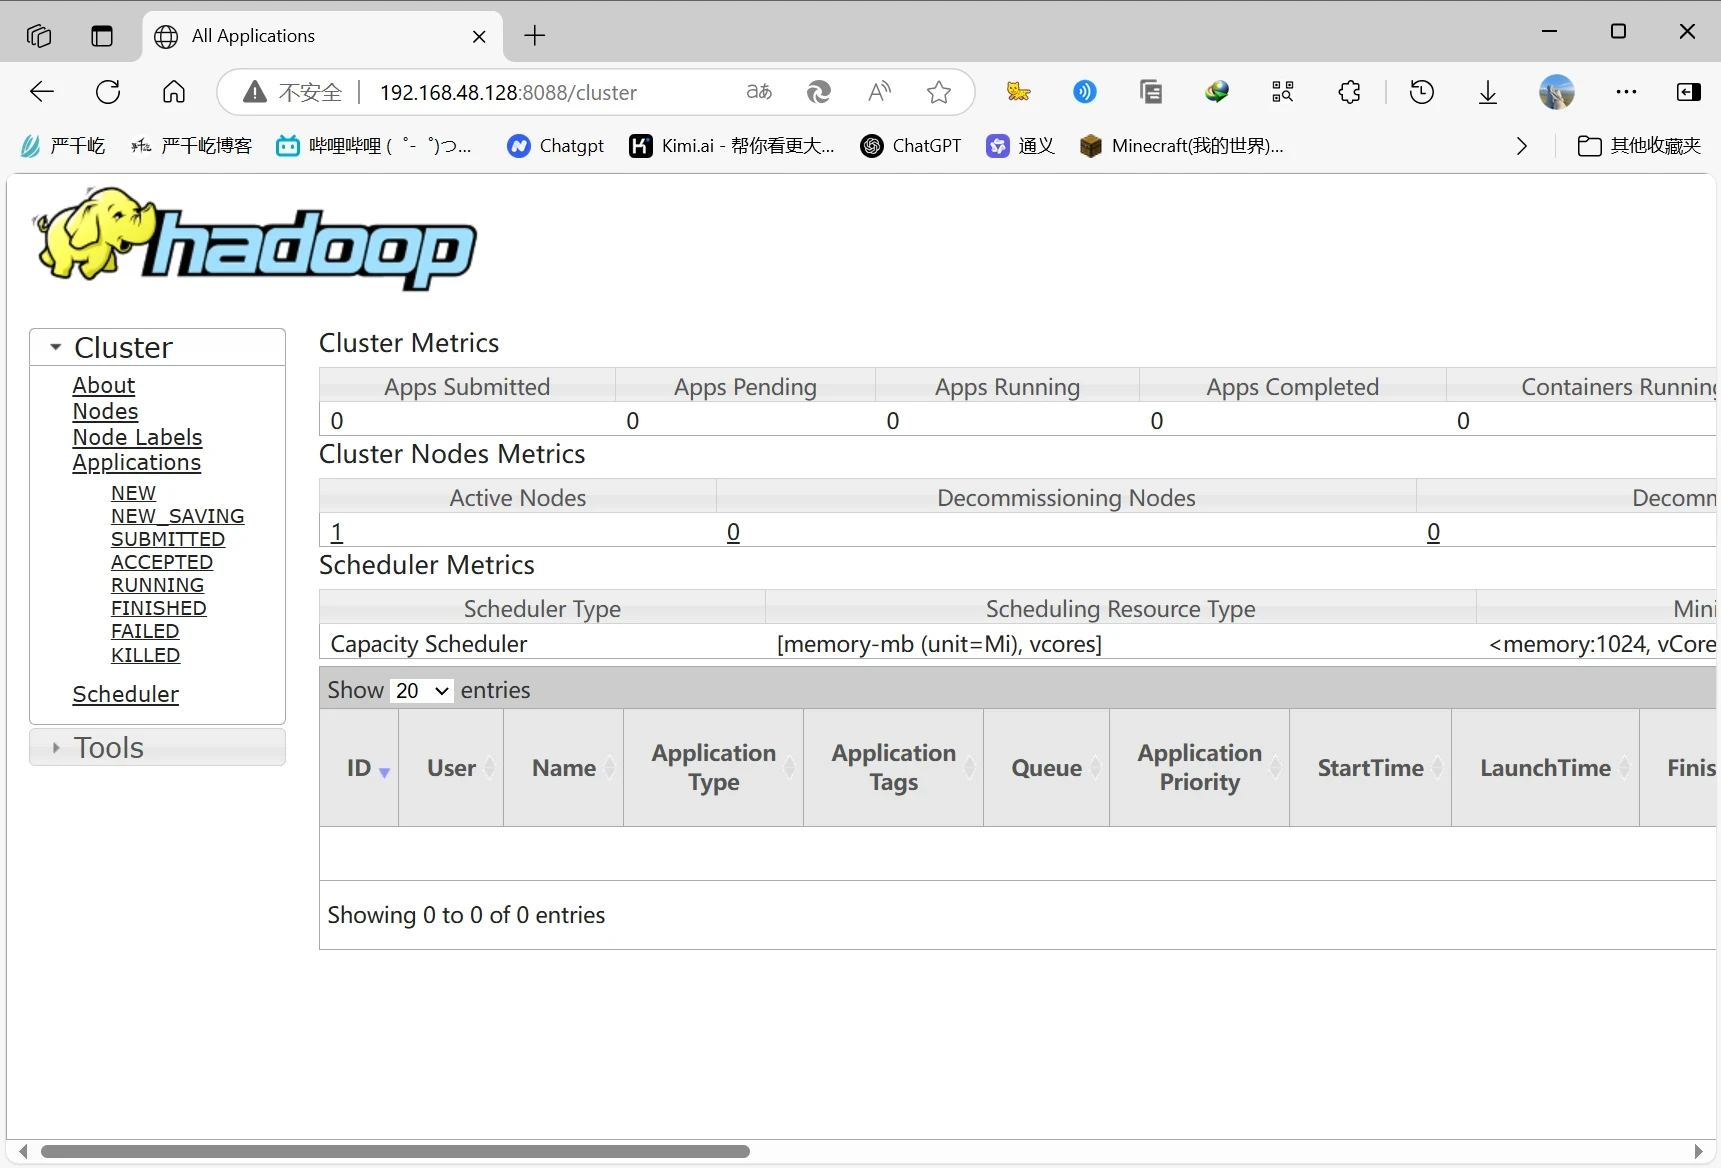 All Applications
不安全 192.168.48.128:8088/cluster
严千屹 严千屹博客 哔哩哔哩 (゜-゜)つ... Chatgpt Kimi.ai - 帮你看更大... ChatGPT 通义 Minecraft(我的世界)... 其他收藏夹
hadoop
Cluster
About
Nodes
Node Labels
Applications
NEW
NEW_SAVING
SUBMITTED
ACCEPTED
RUNNING
FINISHED
FAILED
KILLED
Scheduler
Tools
Cluster Metrics
Apps Submitted Apps Pending Apps Running Apps Completed Containers Running
0 0 0 0 0
Cluster Nodes Metrics
Active Nodes Decommissioning Nodes Decomm
1 0 0
Scheduler Metrics
Scheduler Type Scheduling Resource Type Mini
Capacity Scheduler [memory-mb (unit=Mi), vcores] <memory:1024, vCore
Show 20 entries
ID User Name Application Type Application Tags Queue Application Priority StartTime LaunchTime Finis
Showing 0 to 0 of 0 entries